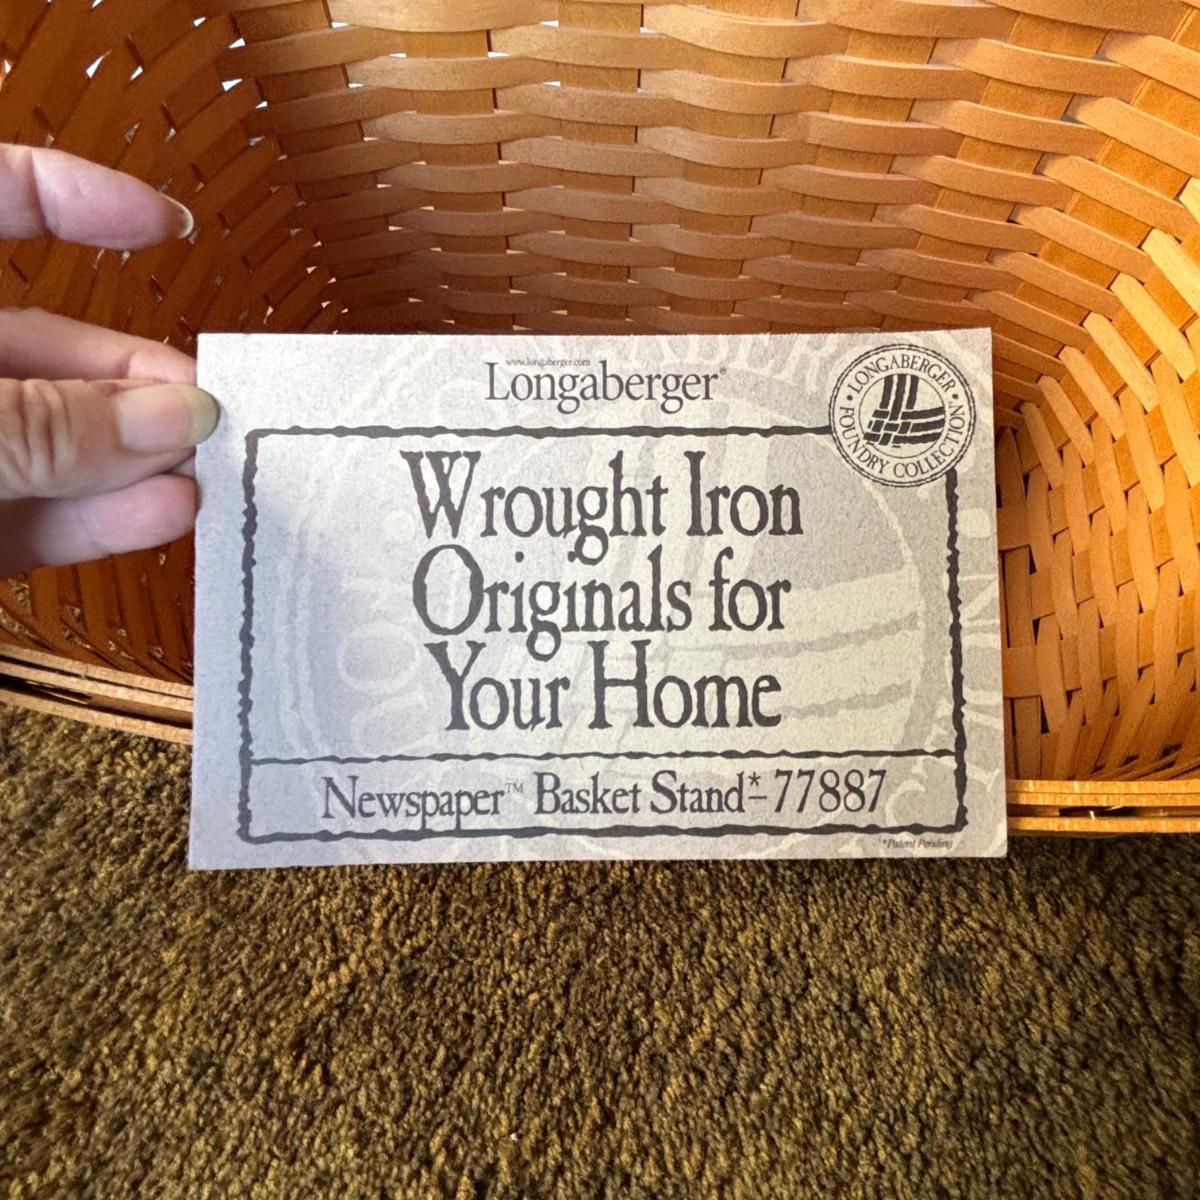 www.longaberger.com
Longaberger®
LONGABERGER
FOUNDRY COLLECTION
Wrought Iron
Originals for
Your Home
Newspaper™ Basket Stand*-77887
*Patent Pending